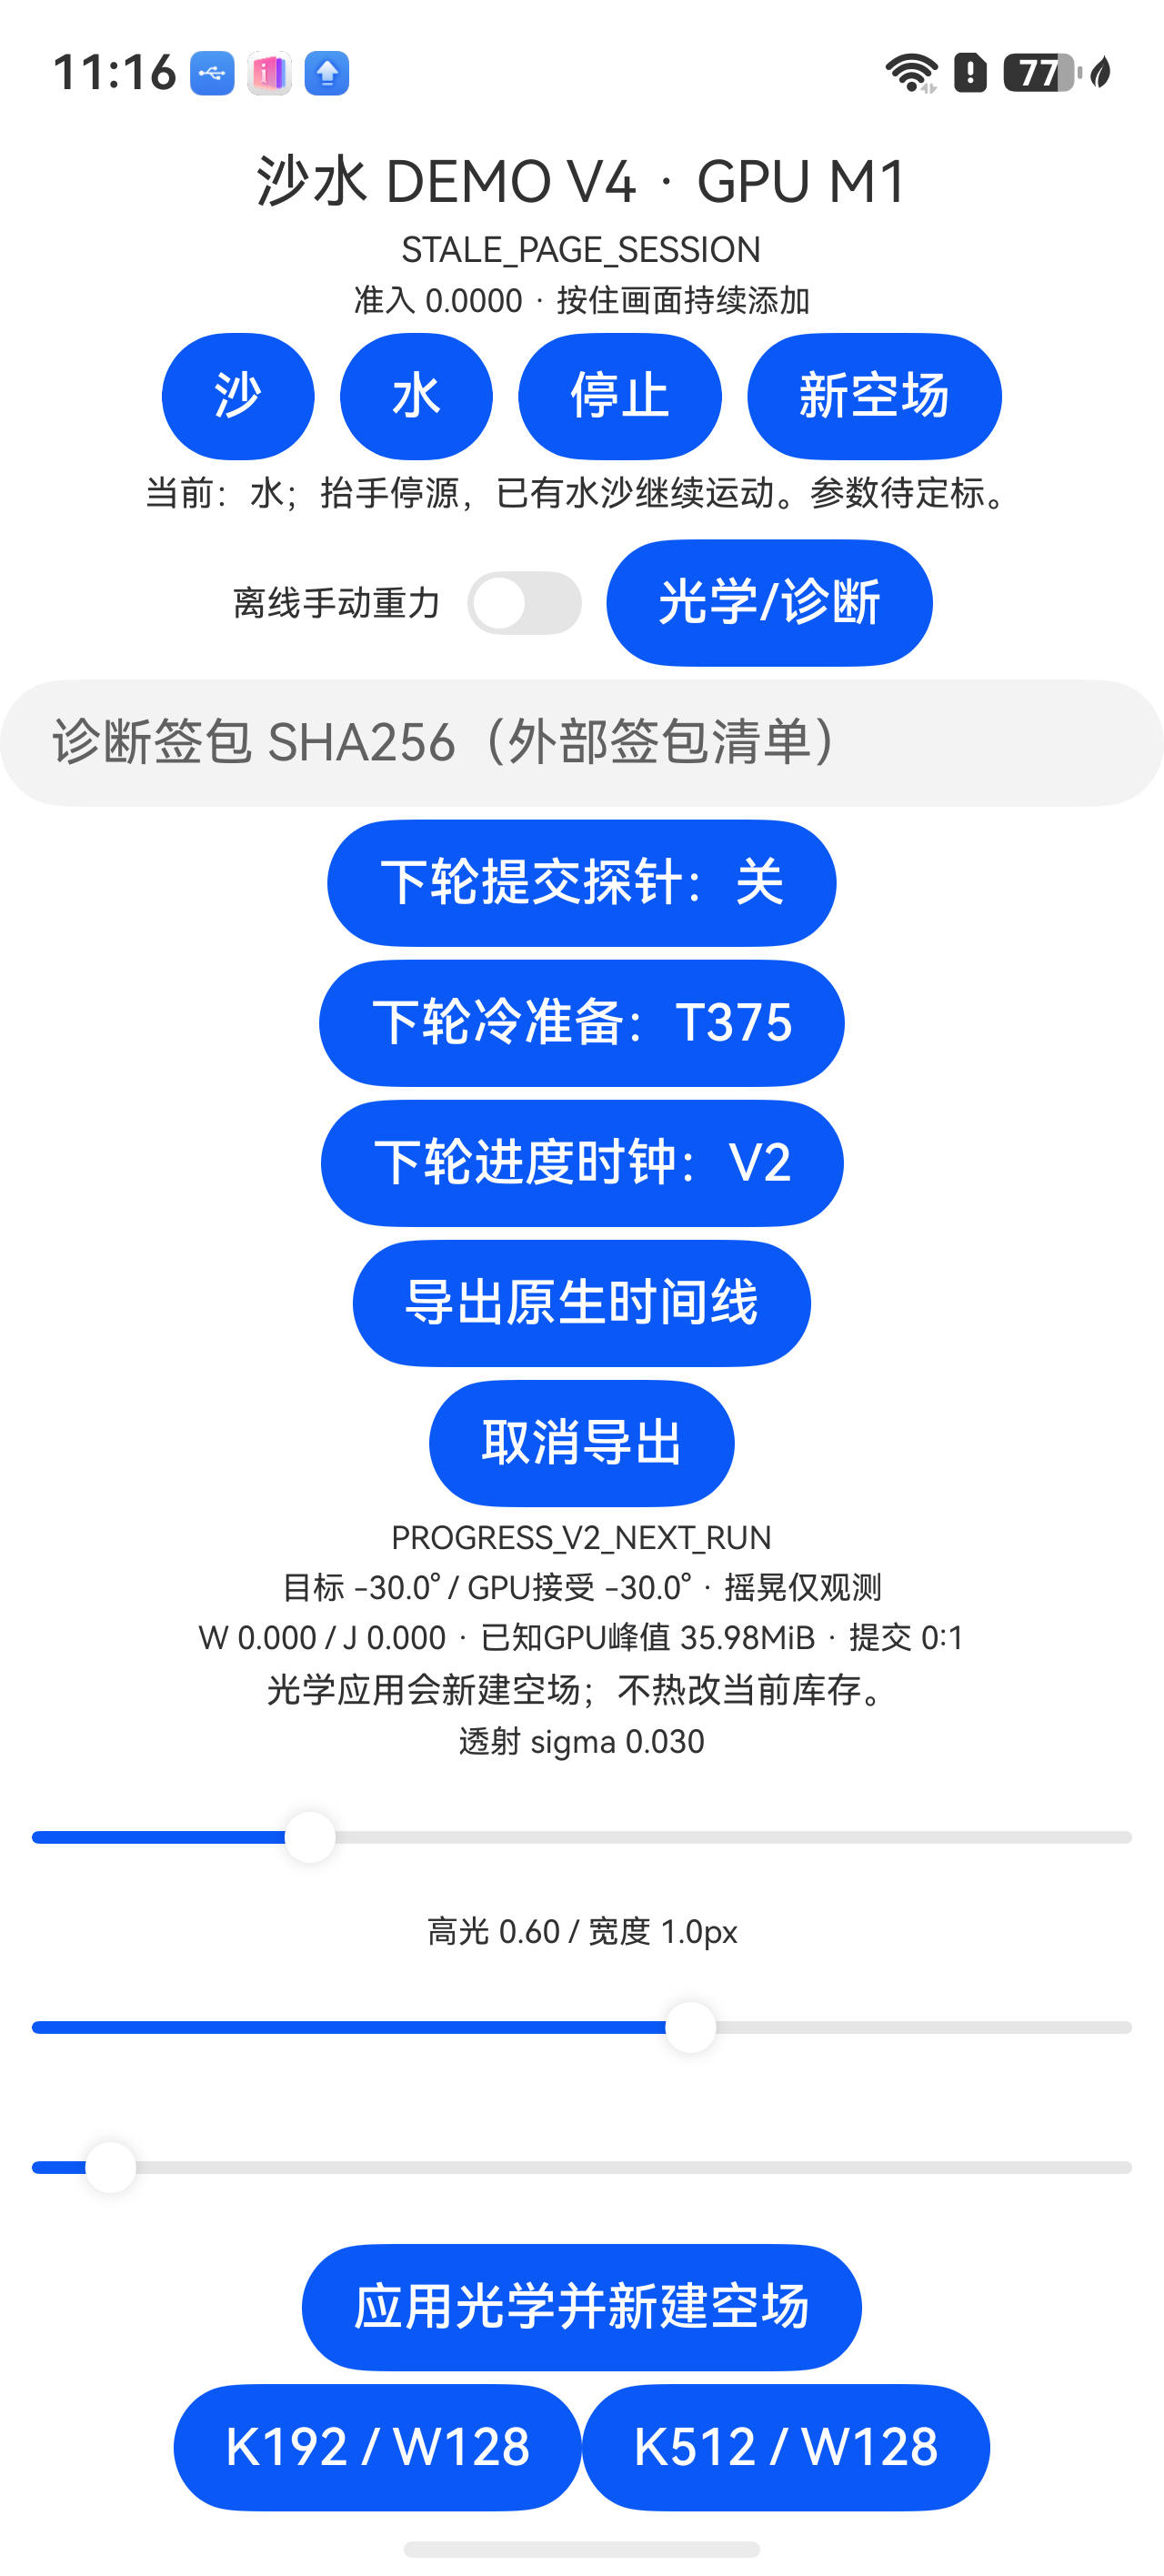 11:16 77
沙水 DEMO V4 · GPU M1
STALE_PAGE_SESSION
准入 0.0000 · 按住画面持续添加
沙 水 停止 新空场
当前：水；抬手停源，已有水沙继续运动。参数待定标。
离线手动重力 光学/诊断
诊断签包 SHA256（外部签包清单）
下轮提交探针：关
下轮冷准备：T375
下轮进度时钟：V2
导出原生时间线
取消导出
PROGRESS_V2_NEXT_RUN
目标 -30.0° / GPU接受 -30.0° · 摇晃仅观测
W 0.000 / J 0.000 · 已知GPU峰值 35.98MiB · 提交 0:1
光学应用会新建空场；不热改当前库存。
透射 sigma 0.030
高光 0.60 / 宽度 1.0px
应用光学并新建空场
K192 / W128 K512 / W128